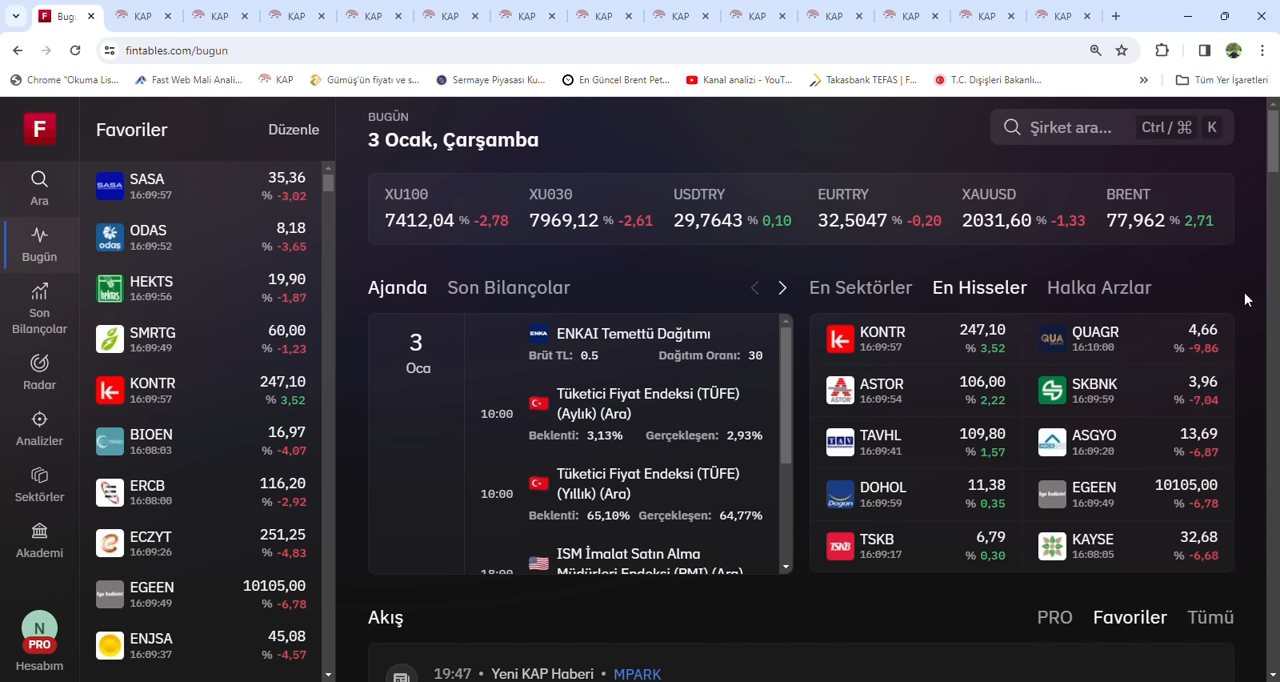 Bugü
KAP
KAP
KAP
KAP
KAP
KAP
KAP
KAP
KAP
KAP
KAP
KAP
KAP
fintables.com/bugun
Chrome "Okuma Lis...
Fast Web Mali Anali...
KAP
Gümüş'ün fiyatı ve s...
Sermaye Piyasası Ku...
En Güncel Brent Pet...
Kanal analizi - YouT...
Takasbank TEFAS | F...
T.C. Dışişleri Bakanlı...
Tüm Yer İşaretleri
F
Ara
Bugün
Son
Bilançolar
Radar
Analizler
Sektörler
Akademi
N
PRO
Hesabım
Favoriler Düzenle
SASA 35,36
16:09:57 % -3,02
ODAS 8,18
16:09:52 % -3,65
HEKTS 19,90
16:09:56 % -1,87
SMRTG 60,00
16:09:49 % -1,23
KONTR 247,10
16:09:57 % 3,52
BIOEN 16,97
16:08:03 % -4,07
ERCB 116,20
16:08:00 % -2,92
ECZYT 251,25
16:09:26 % -4,83
EGEEN 10105,00
16:09:49 % -6,78
ENJSA 45,08
16:09:37 % -4,57
BUGÜN
3 Ocak, Çarşamba
Şirket ara... Ctrl / ⌘ K
XU100 XU030 USDTRY EURTRY XAUUSD BRENT
7412,04 % -2,78 7969,12 % -2,61 29,7643 % 0,10 32,5047 % -0,20 2031,60 % -1,33 77,962 % 2,71
Ajanda Son Bilançolar
3
Oca
ENKAI Temettü Dağıtımı
Brüt TL: 0.5 Dağıtım Oranı: 30
10:00 Tüketici Fiyat Endeksi (TÜFE)
(Aylık) (Ara)
Beklenti: 3,13% Gerçekleşen: 2,93%
10:00 Tüketici Fiyat Endeksi (TÜFE)
(Yıllık) (Ara)
Beklenti: 65,10% Gerçekleşen: 64,77%
18:00 ISM İmalat Satın Alma
Müdürleri Endeksi (PMI) (Ara)
En Sektörler En Hisseler Halka Arzlar
KONTR 247,10 QUAGR 4,66
16:09:57 % 3,52 16:10:00 % -9,86
ASTOR 106,00 SKBNK 3,96
16:09:54 % 2,22 16:09:59 % -7,04
TAVHL 109,80 ASGYO 13,69
16:09:41 % 1,57 16:09:20 % -6,87
DOHOL 11,38 EGEEN 10105,00
16:09:59 % 0,35 16:09:49 % -6,78
TSKB 6,79 KAYSE 32,68
16:09:17 % 0,30 16:08:05 % -6,68
Akış PRO Favoriler Tümü
19:47 • Yeni KAP Haberi • MPARK